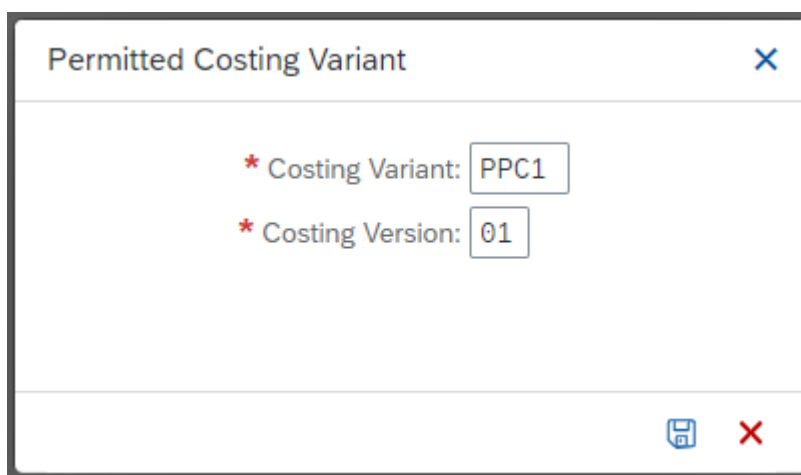 Permitted Costing Variant
* Costing Variant: PPC1
* Costing Version: 01